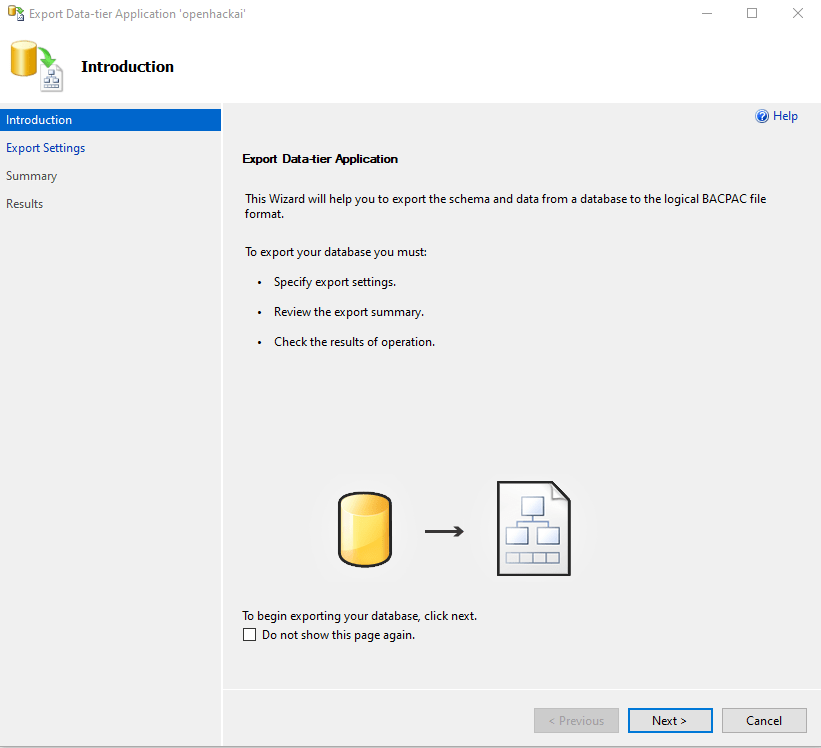 Export Data-tier Application 'openhackai'
Introduction
Introduction
Export Settings
Summary
Results
Help
Export Data-tier Application
This Wizard will help you to export the schema and data from a database to the logical BACPAC file
format.
To export your database you must:
• Specify export settings.
• Review the export summary.
• Check the results of operation.
To begin exporting your database, click next.
Do not show this page again.
< Previous
Next >
Cancel